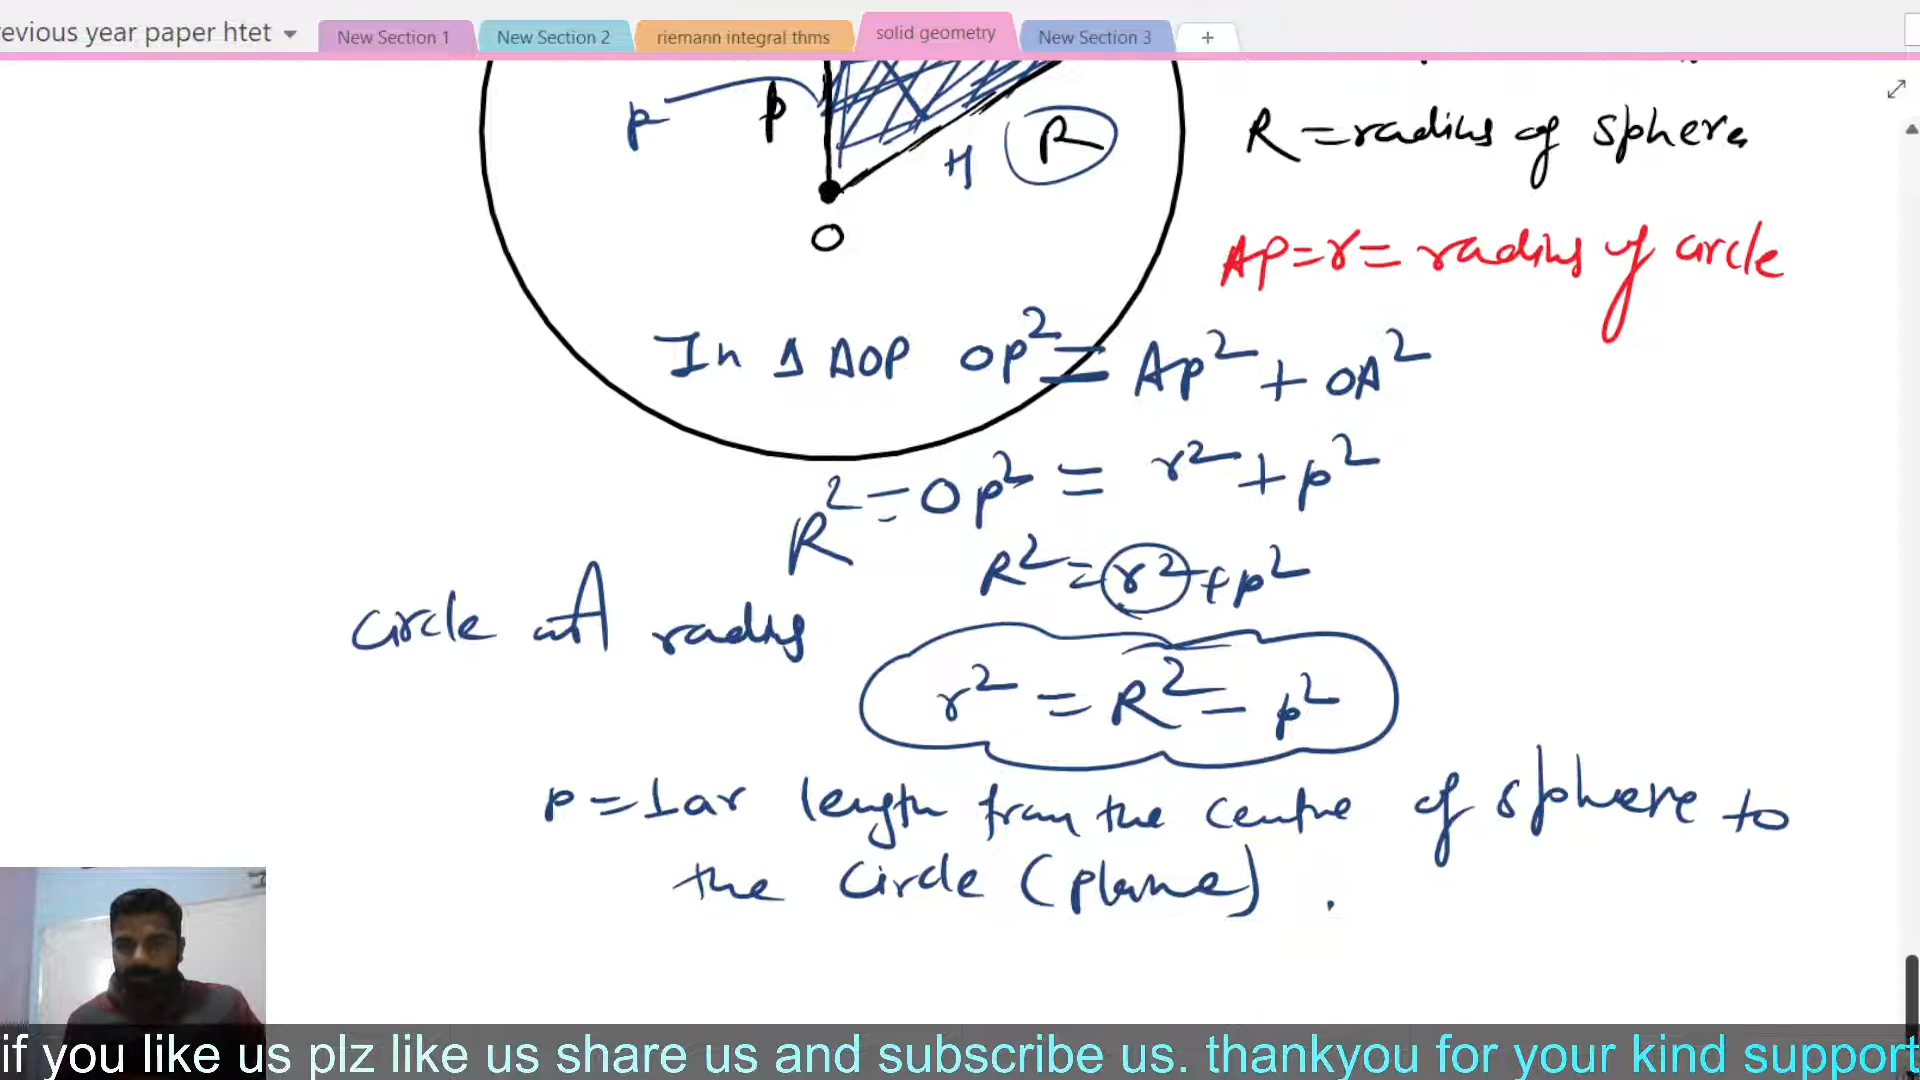 evious year paper htet
New Section 1
New Section 2
riemann integral thms
solid geometry
New Section 3
+
p
p
H
R
O
R = radius of sphere
AP = r = radius of circle
In Δ AOP OP² = AP² + OA²
R² = OP² = r² + p²
R² = r² + p²
circle at A radius
r² = R² - p²
p = ⊥ar length from the centre of sphere to
the circle (plane).
if you like us plz like us share us and subscribe us. thankyou for your kind support